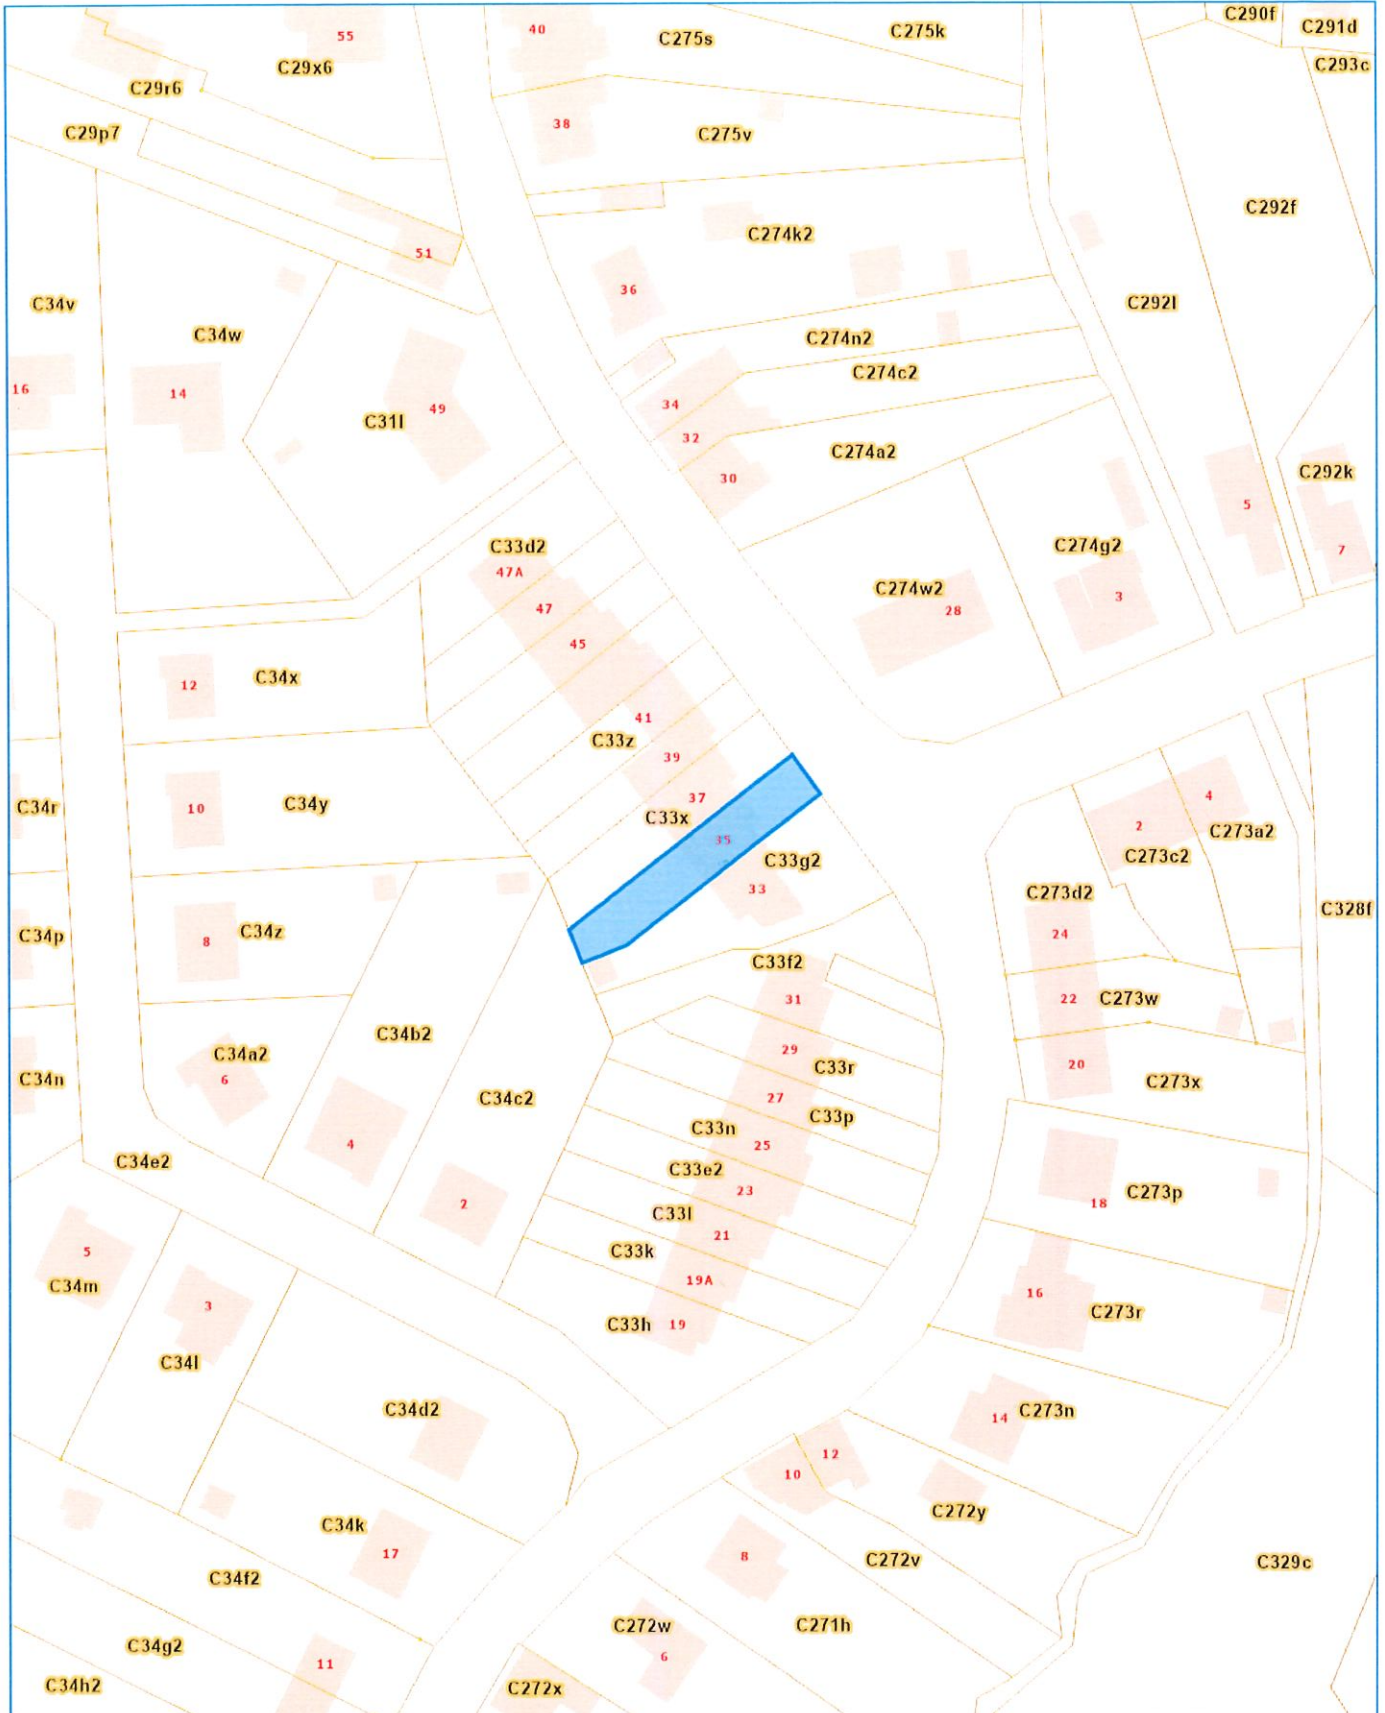 C290f
C291d
40
C275s
C275k
55
C29x6
C293c
C29r6
C29p7
38
C275v
C292f
C274k2
51
36
C34v
C34w
C292l
C274n2
C274c2
16
14
C31l
49
34
32
C274a2
30
C292k
5
7
C33d2
47A
C274g2
C274w2
28
3
47
45
12
C34x
41
C33z
39
37
C33x
C34r
10
C34y
4
2
C273a2
C273c2
35
C33g2
33
C273d2
C328f
C34p
8
C34z
24
C33f2
31
22
C273w
C34b2
29
C33r
20
C273x
C34n
C34a2
6
C34c2
27
C33p
C33n
25
4
C34e2
C33e2
23
2
C273p
18
C33l
21
5
C34m
C33k
19A
16
C273r
3
C33h
19
C34l
C34d2
14
C273n
12
10
C272y
C34k
17
8
C272v
C329c
C34f2
C272w
C271h
6
C34g2
11
C34h2
C272x